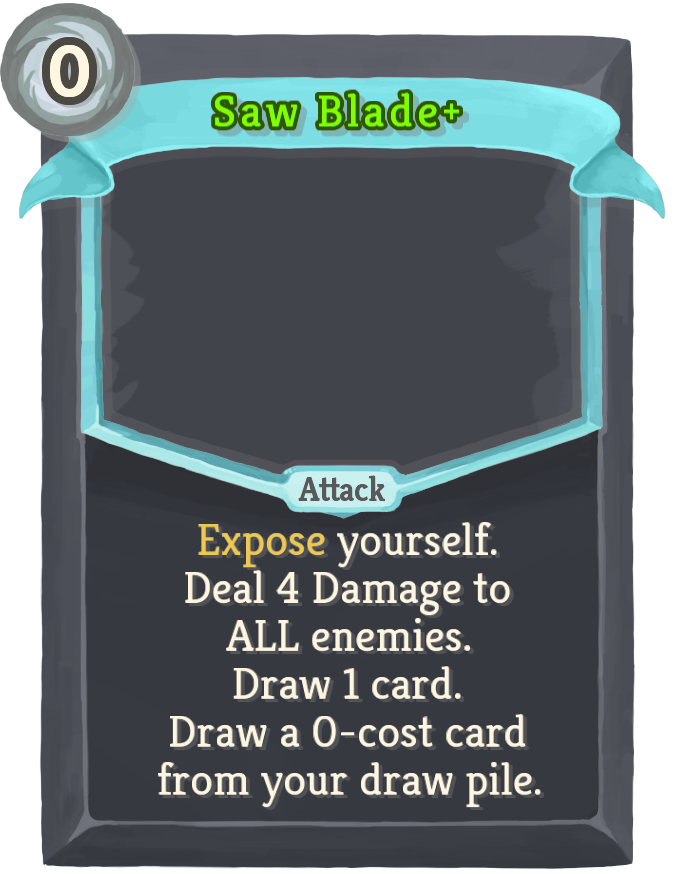 0
Saw Blade+
Attack
Expose yourself.
Deal 4 Damage to
ALL enemies.
Draw 1 card.
Draw a 0-cost card
from your draw pile.